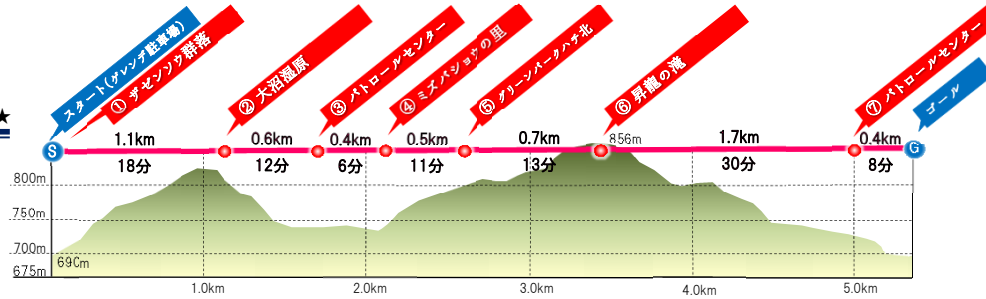 スタート(ゲレンデ駐車場)
① ザゼンソウ群落
② 大沼湿原
③ パトロールセンター
④ ミズバショウの里
⑤ グリーンパークハチ北
⑥ 昇龍の滝
⑦ パトロールセンター
ゴール
★
1.1km 0.6km 0.4km 0.5km 0.7km 856m 1.7km 0.4km
S G
18分 12分 6分 11分 13分 30分 8分
800m
750m
700m
690m
675m
1.0km 2.0km 3.0km 4.0km 5.0km